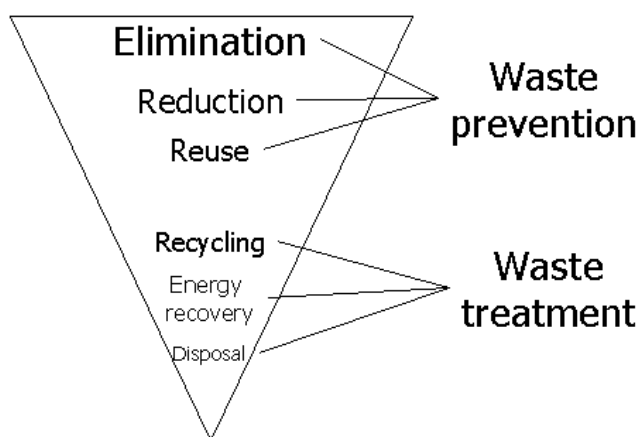 Elimination
Reduction
Reuse
Waste
prevention
Recycling
Energy
recovery
Disposal
Waste
treatment